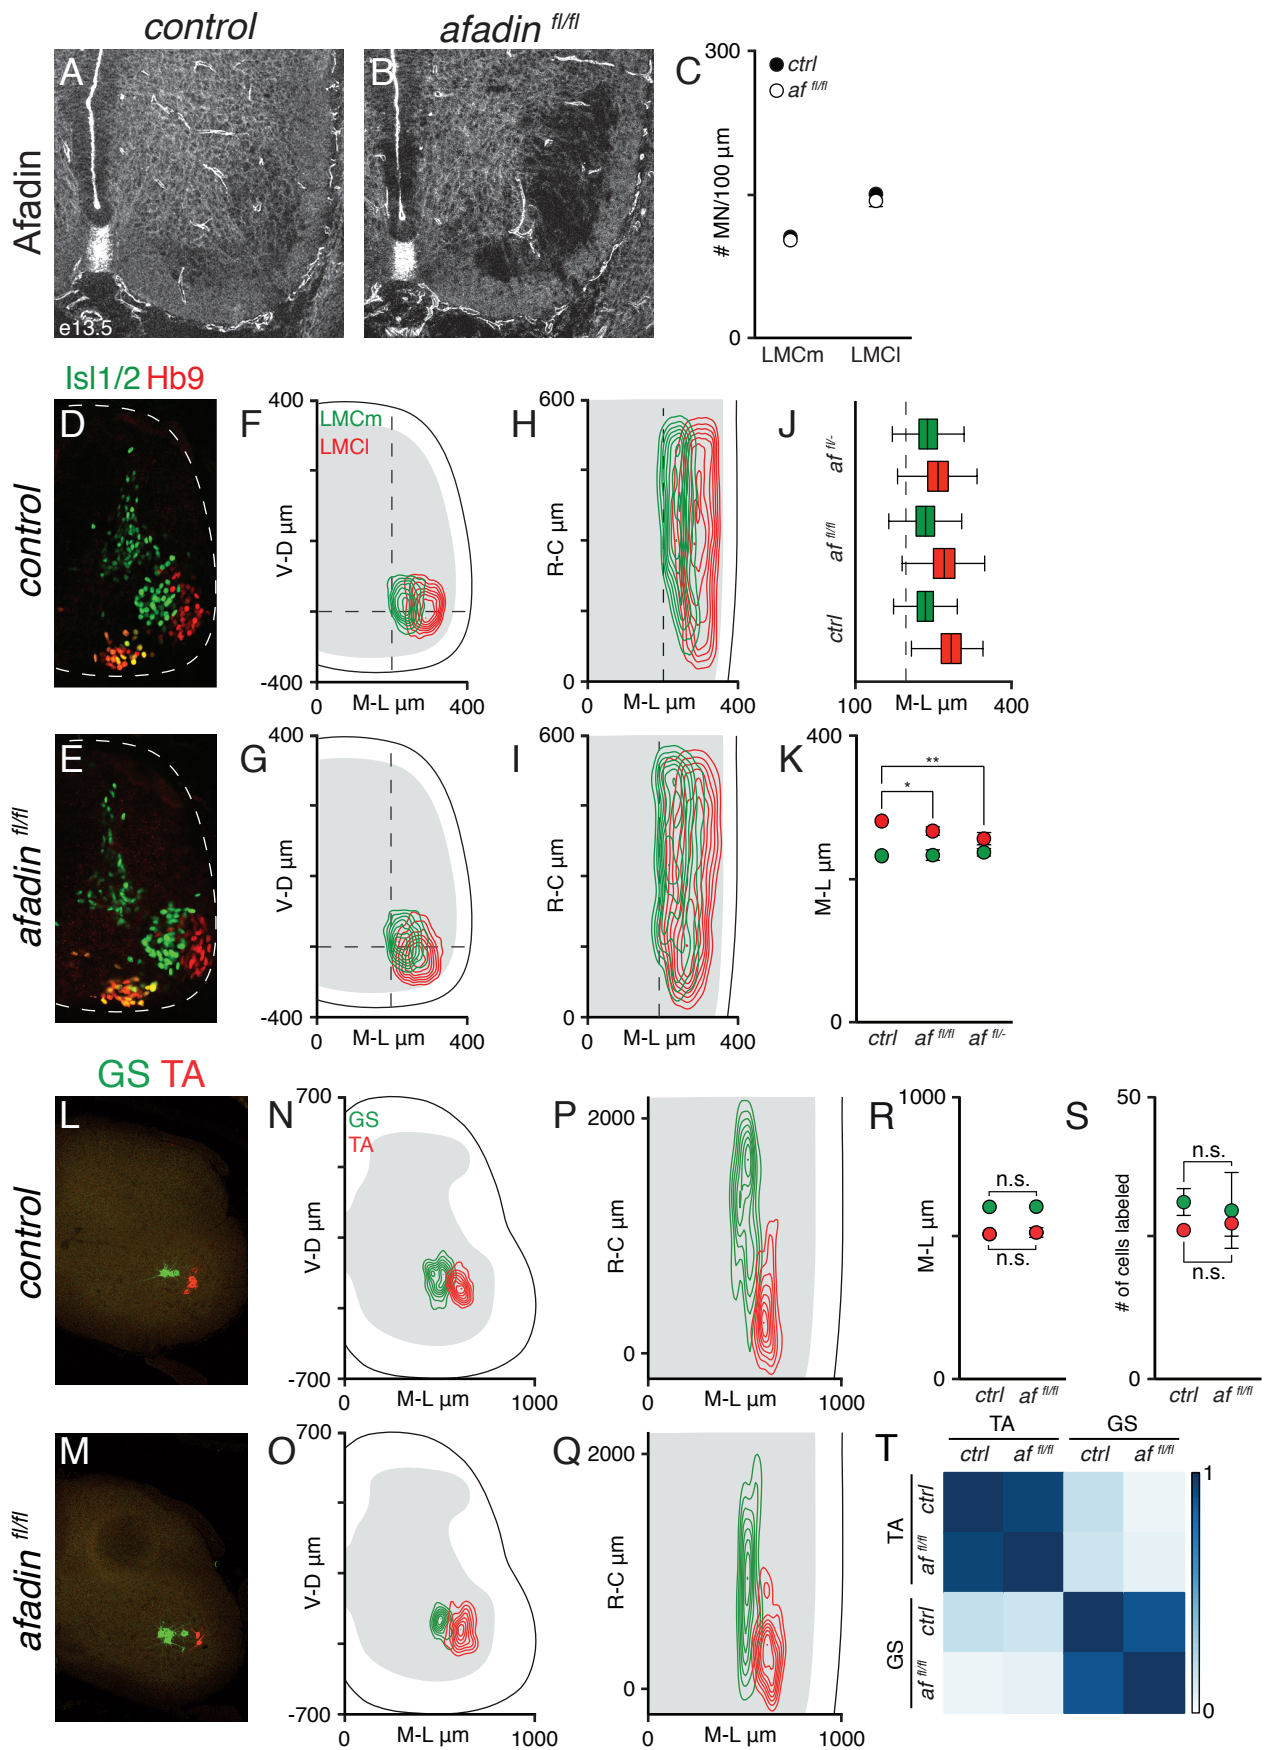 control
afadin fl/fl
Afadin
A
e13.5
B
C
300
0
# MN/100 µm
ctrl
af fl/fl
LMCm
LMCl
Isl1/2 Hb9
control
D
F
400
-400
V-D µm
LMCm
LMCl
0
M-L µm
400
H
600
0
R-C µm
0
M-L µm
400
J
af fl/-
af fl/fl
ctrl
100
M-L µm
400
afadin fl/fl
E
G
400
-400
V-D µm
0
M-L µm
400
I
600
0
R-C µm
0
M-L µm
400
K
400
0
M-L µm
**
*
ctrl
af fl/fl
af fl/-
GS TA
control
L
N
700
-700
V-D µm
GS
TA
0
M-L µm
1000
P
2000
0
R-C µm
0
M-L µm
1000
R
1000
0
M-L µm
n.s.
n.s.
ctrl
af fl/fl
S
50
0
# of cells labeled
n.s.
n.s.
ctrl
af fl/fl
afadin fl/fl
M
O
700
-700
V-D µm
0
M-L µm
1000
Q
2000
0
R-C µm
0
M-L µm
1000
T
TA
GS
ctrl
af fl/fl
ctrl
af fl/fl
TA
ctrl
af fl/fl
GS
ctrl
af fl/fl
1
0